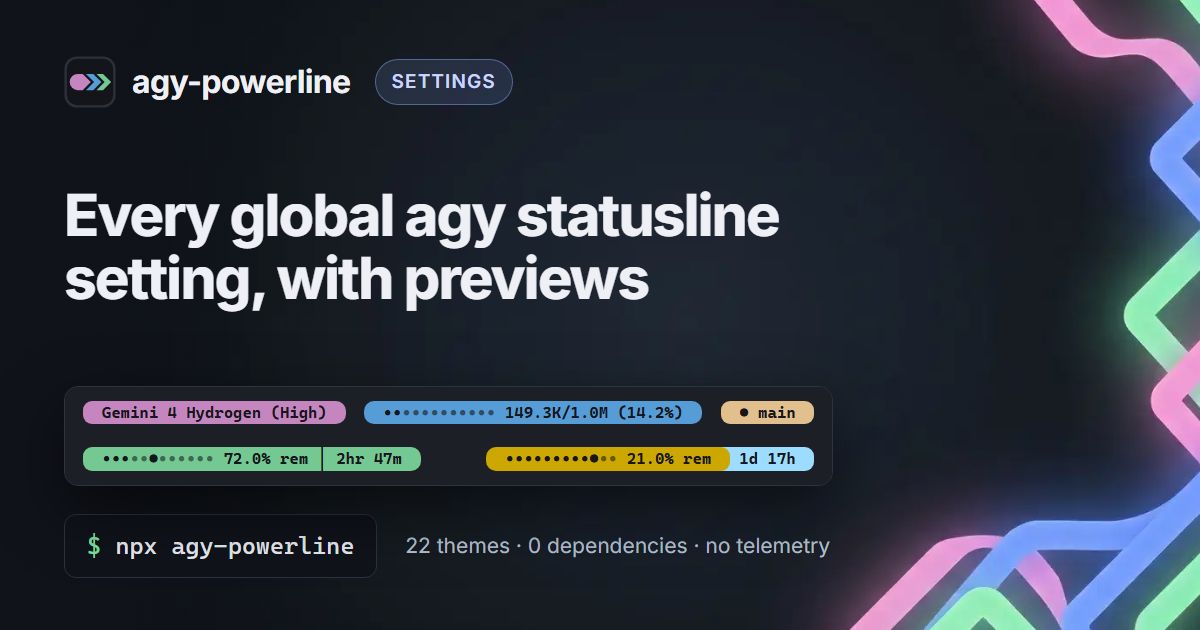 agy-powerline SETTINGS
Every global agy statusline
setting, with previews
Gemini 4 Hydrogen (High) 149.3K/1.0M (14.2%) main
72.0% rem 2hr 47m 21.0% rem 1d 17h
$ npx agy-powerline 22 themes · 0 dependencies · no telemetry